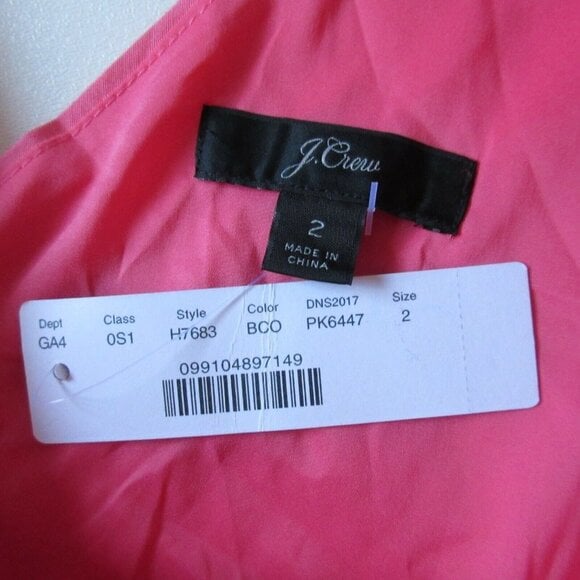 J.Crew
2
MADE IN
CHINA
Dept Class Style Color DNS2017 Size
GA4 0S1 H7683 BCO PK6447 2
099104897149